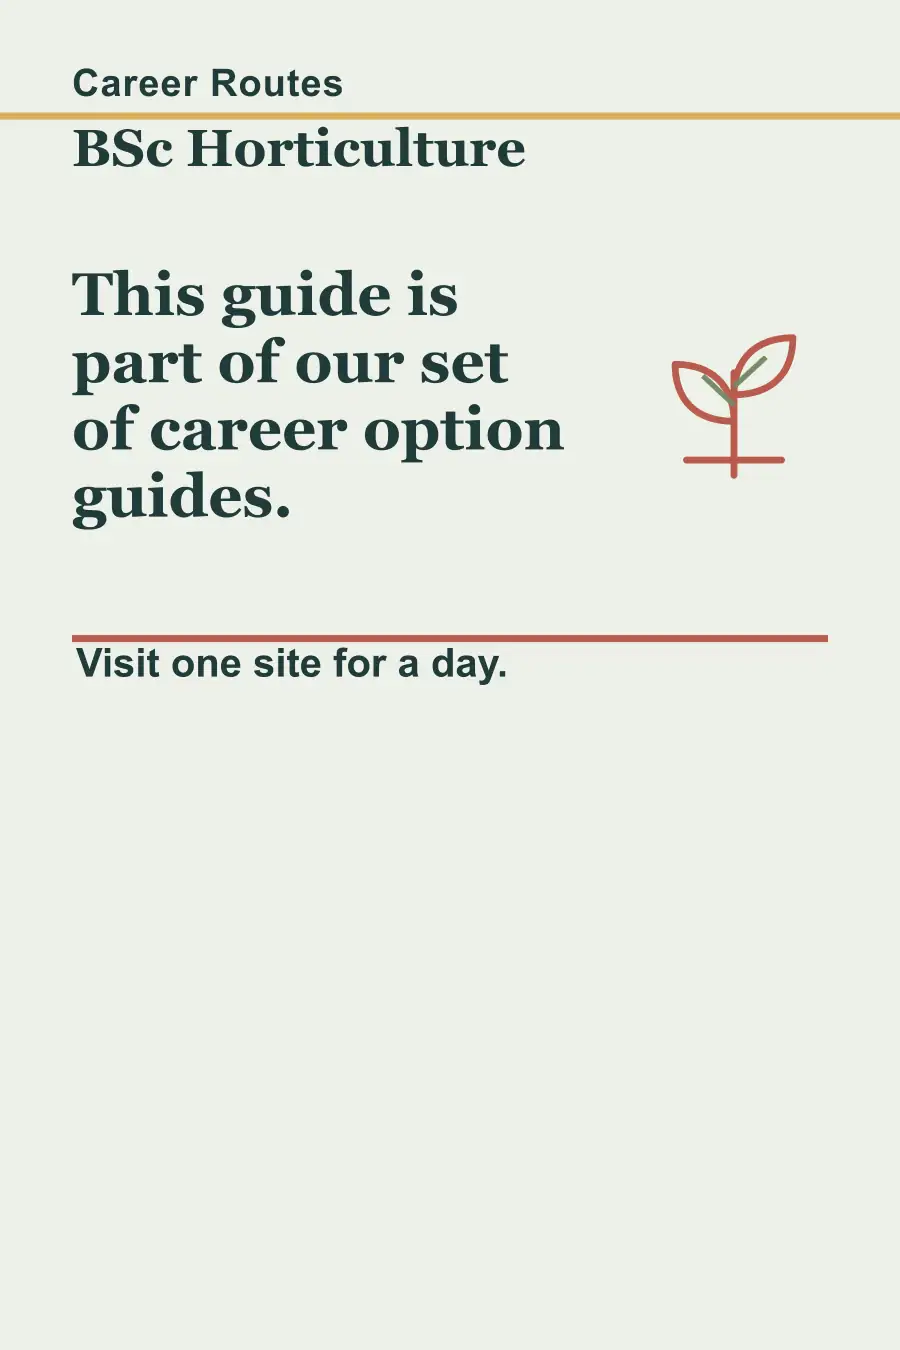 Career Routes
BSc Horticulture
This guide is
part of our set
of career option
guides.
Visit one site for a day.